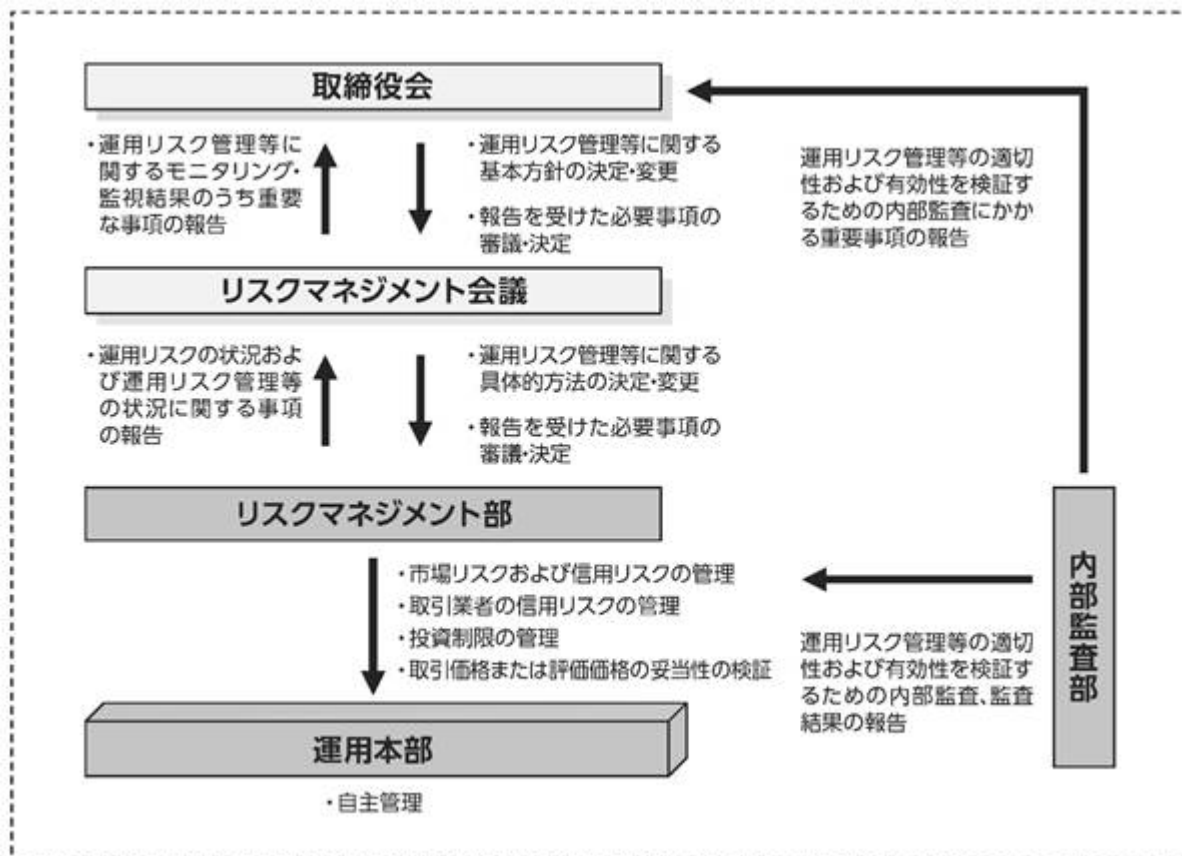 取締役会
・運用リスク管理等に
関するモニタリング・
監視結果のうち重要
な事項の報告
・運用リスク管理等に関する
基本方針の決定・変更
・報告を受けた必要事項の
審議・決定
運用リスク管理等の適切
性および有効性を検証す
るための内部監査にかか
る重要事項の報告
リスクマネジメント会議
・運用リスクの状況およ
び運用リスク管理等
の状況に関する事項
の報告
・運用リスク管理等に関する
具体的方法の決定・変更
・報告を受けた必要事項の
審議・決定
リスクマネジメント部
・市場リスクおよび信用リスクの管理
・取引業者の信用リスクの管理
・投資制限の管理
・取引価格または評価価格の妥当性の検証
運用リスク管理等の適切
性および有効性を検証す
るための内部監査、監査
結果の報告
内部監査部
運用本部
・自主管理